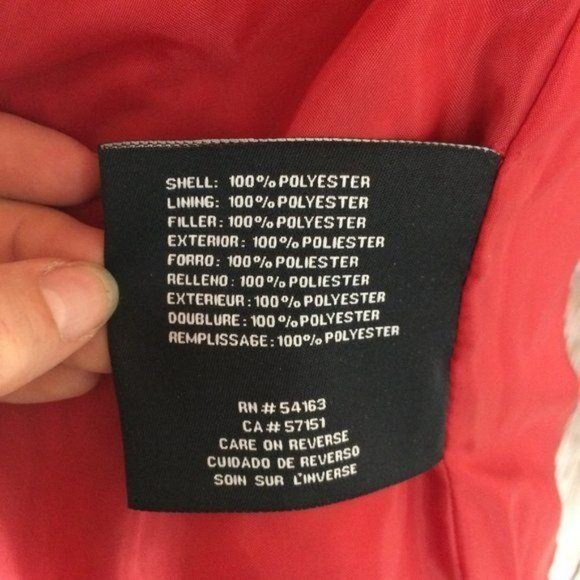 SHELL: 100% POLYESTER
LINING: 100% POLYESTER
FILLER: 100% POLYESTER
EXTERIOR: 100% POLIESTER
FORRO: 100% POLYESTER
RELLENO: 100% POLYESTER
EXTERIEUR: 100% POLYESTER
DOUBLURE: 100% POLYESTER
REMPLISSAGE: 100% POLYESTER
RN# 54163
CA# 57151
CARE ON REVERSE
CUIDADO DE REVERSO
SOIN SUR L'INVERSE